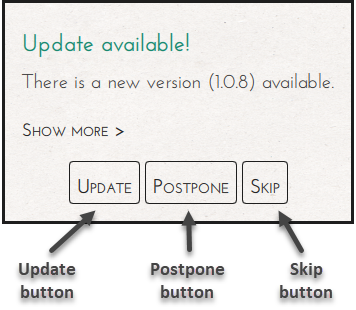 Update available!
There is a new version (1.0.8) available.
Show more >
Update Postpone Skip
Update Postpone Skip
button button button